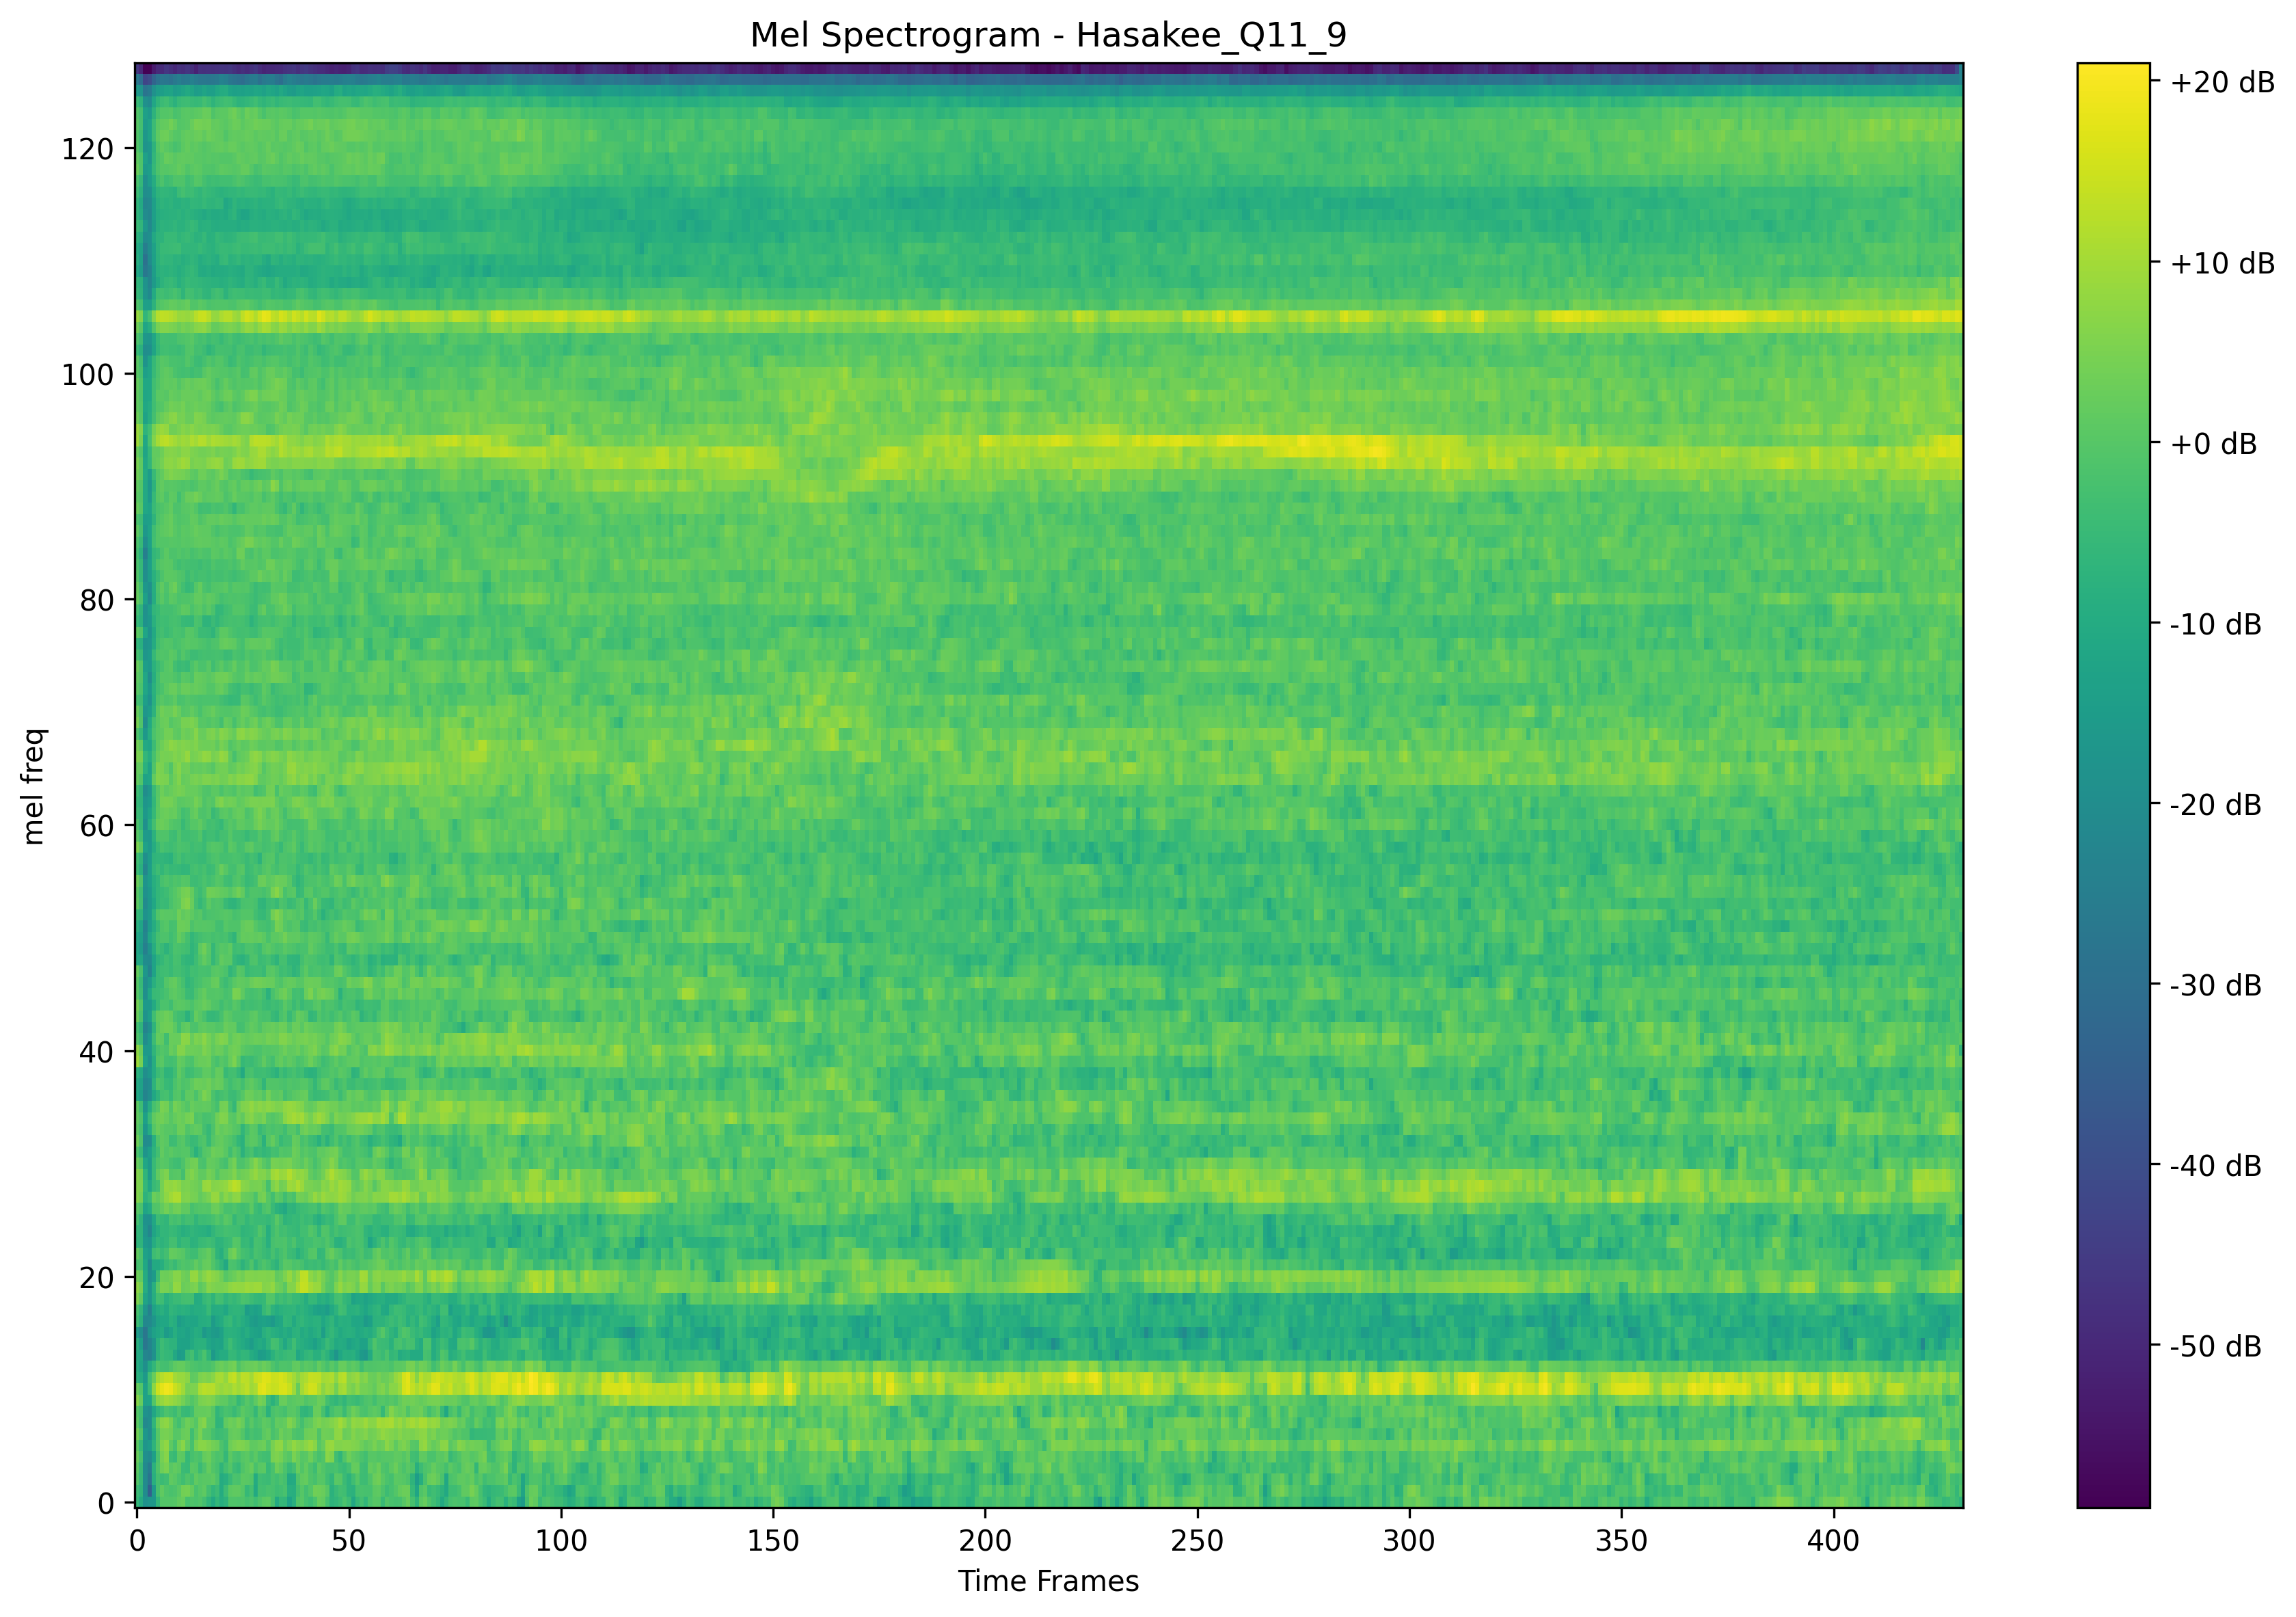 Mel Spectrogram - Hasakee_Q11_9
mel freq
120
100
80
60
40
20
0
0 50 100 150 200 250 300 350 400
Time Frames
+20 dB
+10 dB
+0 dB
-10 dB
-20 dB
-30 dB
-40 dB
-50 dB